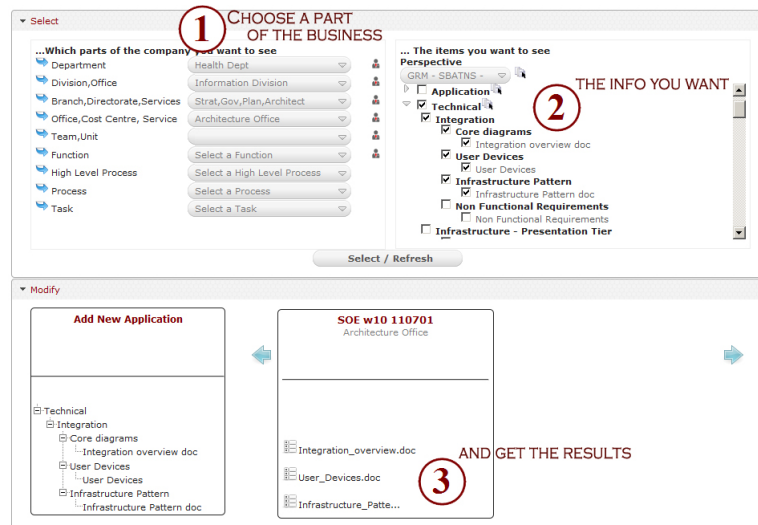 Select
1 CHOOSE A PART
OF THE BUSINESS
...Which parts of the company you want to see
Department Health Dept
Division,Office Information Division
Branch,Directorate,Services Strat,Gov,Plan,Architect
Office,Cost Centre, Service Architecture Office
Team,Unit
Function Select a Function
High Level Process Select a High Level Process
Process Select a Process
Task Select a Task
... The items you want to see
Perspective
GRM - SBATNS -
2 THE INFO YOU WANT
Application
Technical
Integration
Core diagrams
Integration overview doc
User Devices
User Devices
Infrastructure Pattern
Infrastructure Pattern doc
Non Functional Requirements
Non Functional Requirements
Infrastructure - Presentation Tier
Select / Refresh
Modify
Add New Application
Technical
Integration
Core diagrams
Integration overview doc
User Devices
User Devices
Infrastructure Pattern
Infrastructure Pattern doc
SOE w10 110701
Architecture Office
Integration_overview.doc
User_Devices.doc
Infrastructure_Patte...
3 AND GET THE RESULTS